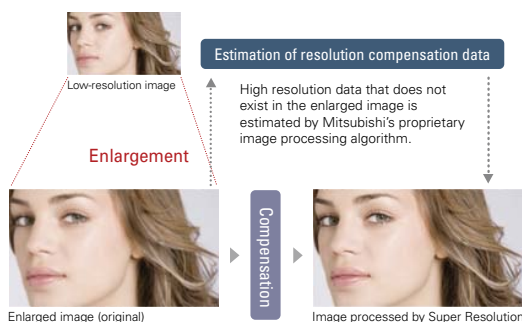 Estimation of resolution compensation data
Low-resolution image
High resolution data that does not
exist in the enlarged image is
estimated by Mitsubishi's proprietary
image processing algorithm.
Enlargement
Compensation
Enlarged image (original)
Image processed by Super Resolution